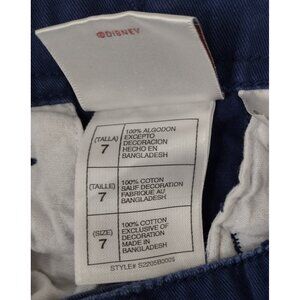 ©DISNEY
(TALLA)
7
100% ALGODON
EXCEPTO
DECORACION
HECHO EN
BANGLADESH
(TAILLE)
7
100% COTON
SAUF DECORATION
FABRIQUE AU
BANGLADESH
(SIZE)
7
100% COTTON
EXCLUSIVE OF
DECORATION
MADE IN
BANGLADESH
STYLE# S2205B0005